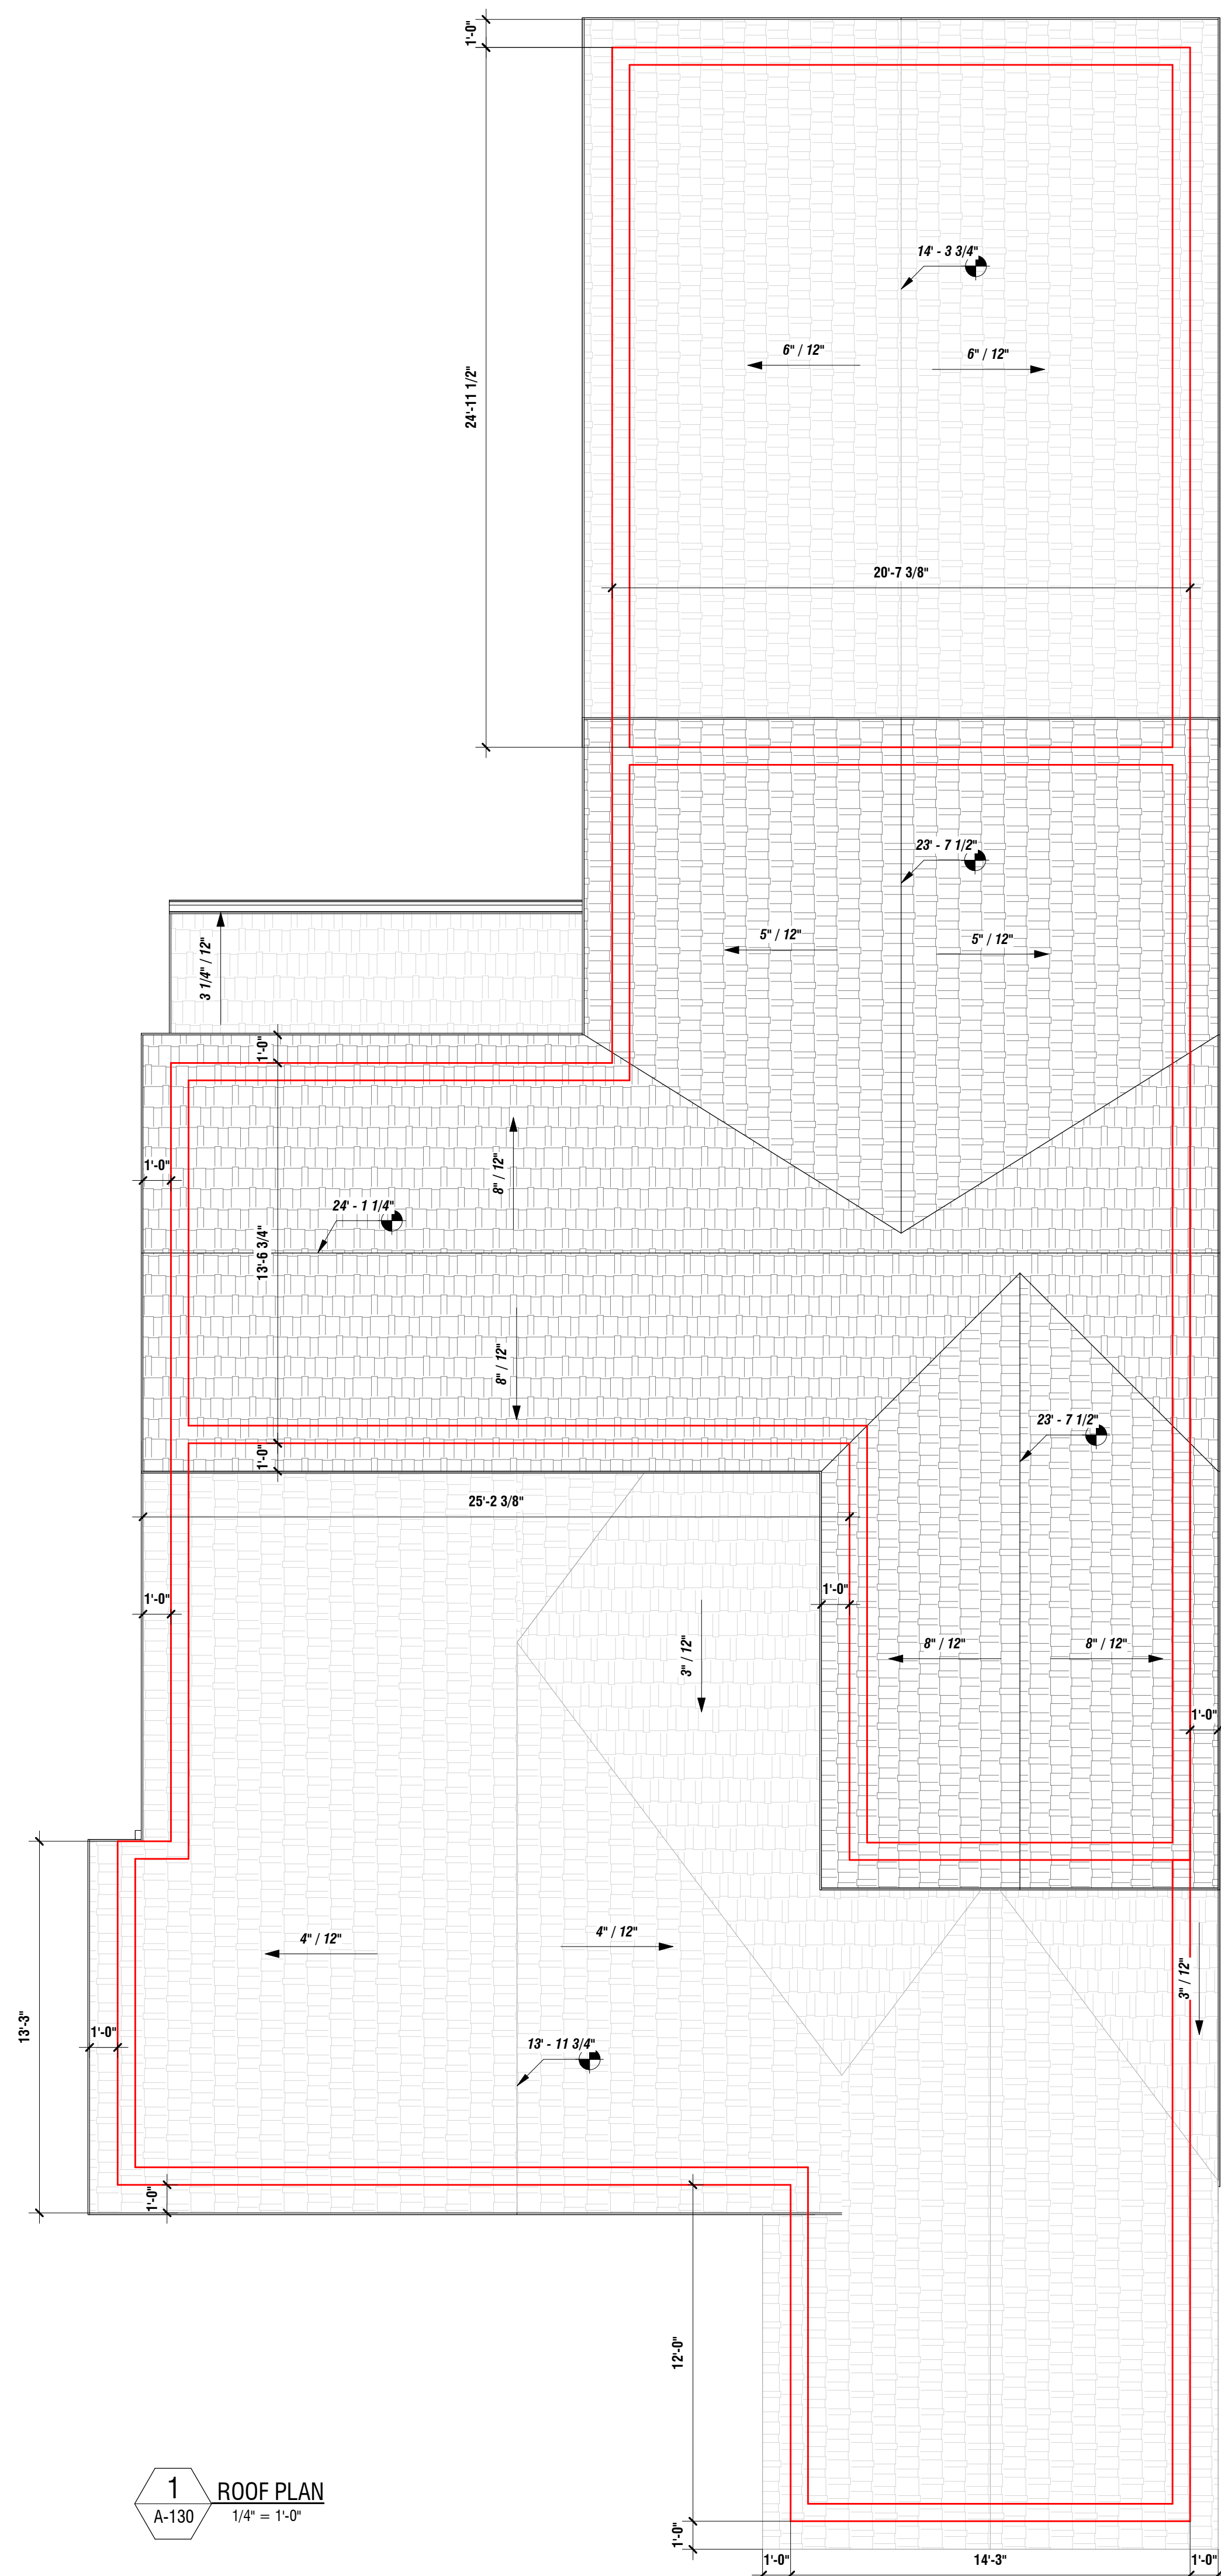 1'-0"
14' - 3 3/4"
6" / 12"
6" / 12"
24'-11 1/2"
20'-7 3/8"
23' - 7 1/2"
5" / 12"
5" / 12"
3 1/4" / 12"
1'-0"
1'-0"
8" / 12"
24' - 1 1/4"
13'-6 3/4"
8" / 12"
23' - 7 1/2"
1'-0"
25'-2 3/8"
1'-0"
1'-0"
3" / 12"
8" / 12"
8" / 12"
1'-0"
4" / 12"
4" / 12"
3" / 12"
13'-3"
1'-0"
13' - 11 3/4"
1'-0"
12'-0"
1
ROOF PLAN
A-130
1/4" = 1'-0"
1'-0"
1'-0"
14'-3"
1'-0"